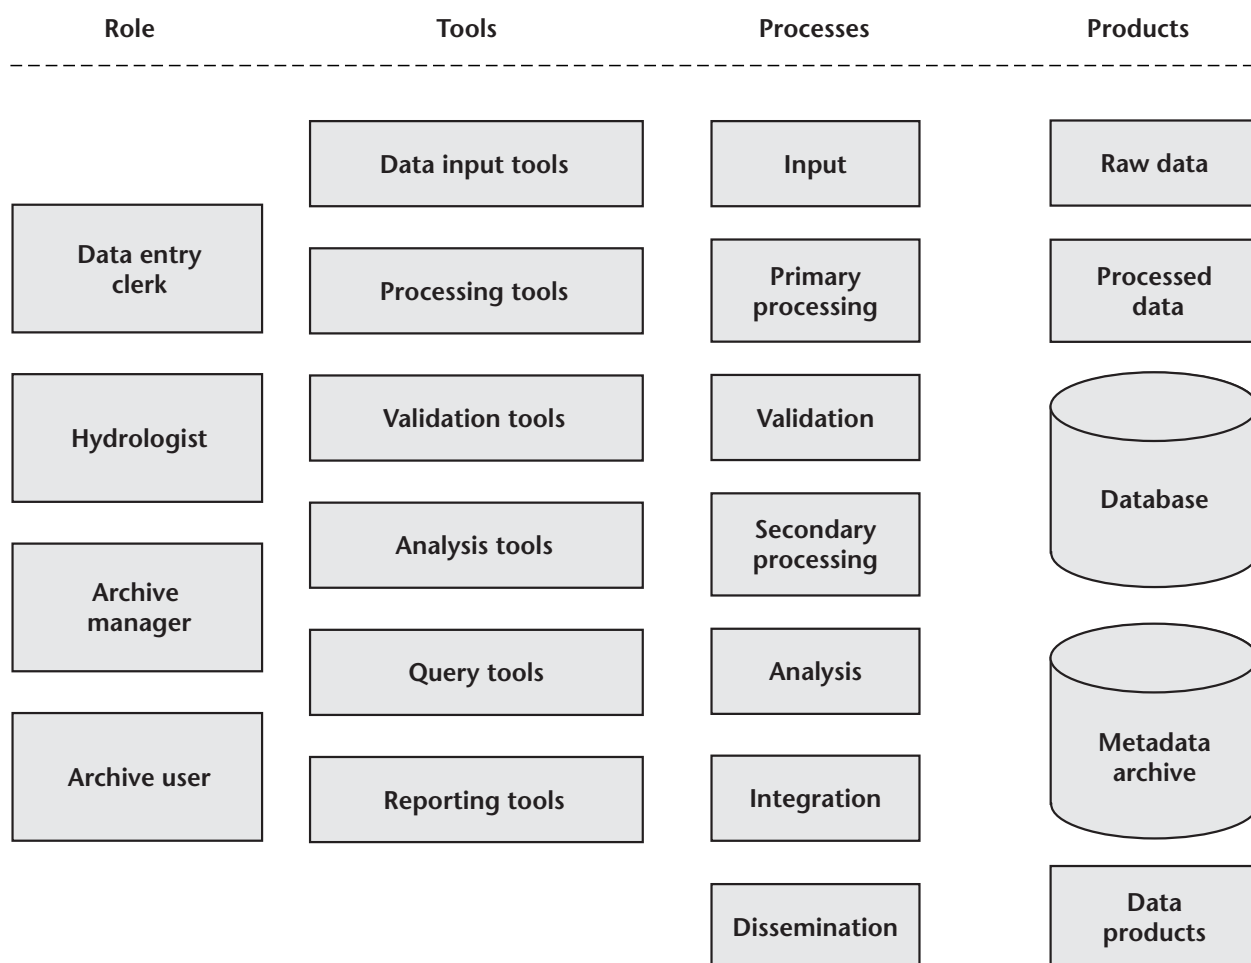 Role
Tools
Processes
Products
Data entry
clerk
Hydrologist
Archive
manager
Archive user
Data input tools
Processing tools
Validation tools
Analysis tools
Query tools
Reporting tools
Input
Primary
processing
Validation
Secondary
processing
Analysis
Integration
Dissemination
Raw data
Processed
data
Database
Metadata
archive
Data
products